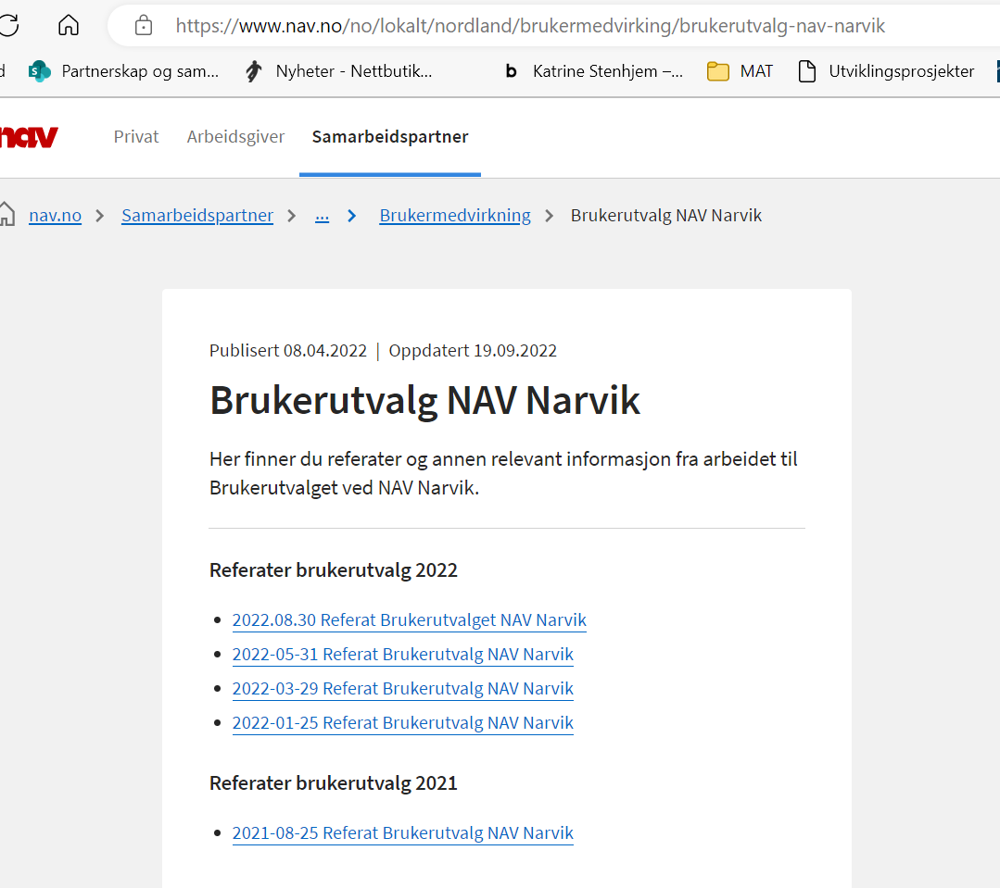 https://www.nav.no/no/lokalt/nordland/brukermedvirking/brukerutvalg-nav-narvik
d Partnerskap og sam... Nyheter - Nettbutik... b Katrine Stenhjem –... MAT Utviklingsprosjekter
nav Privat Arbeidsgiver Samarbeidspartner
nav.no Samarbeidspartner ... Brukermedvirkning Brukerutvalg NAV Narvik
Publisert 08.04.2022 | Oppdatert 19.09.2022
Brukerutvalg NAV Narvik
Her finner du referater og annen relevant informasjon fra arbeidet til
Brukerutvalget ved NAV Narvik.
Referater brukerutvalg 2022
2022.08.30 Referat Brukerutvalget NAV Narvik
2022-05-31 Referat Brukerutvalg NAV Narvik
2022-03-29 Referat Brukerutvalg NAV Narvik
2022-01-25 Referat Brukerutvalg NAV Narvik
Referater brukerutvalg 2021
2021-08-25 Referat Brukerutvalg NAV Narvik